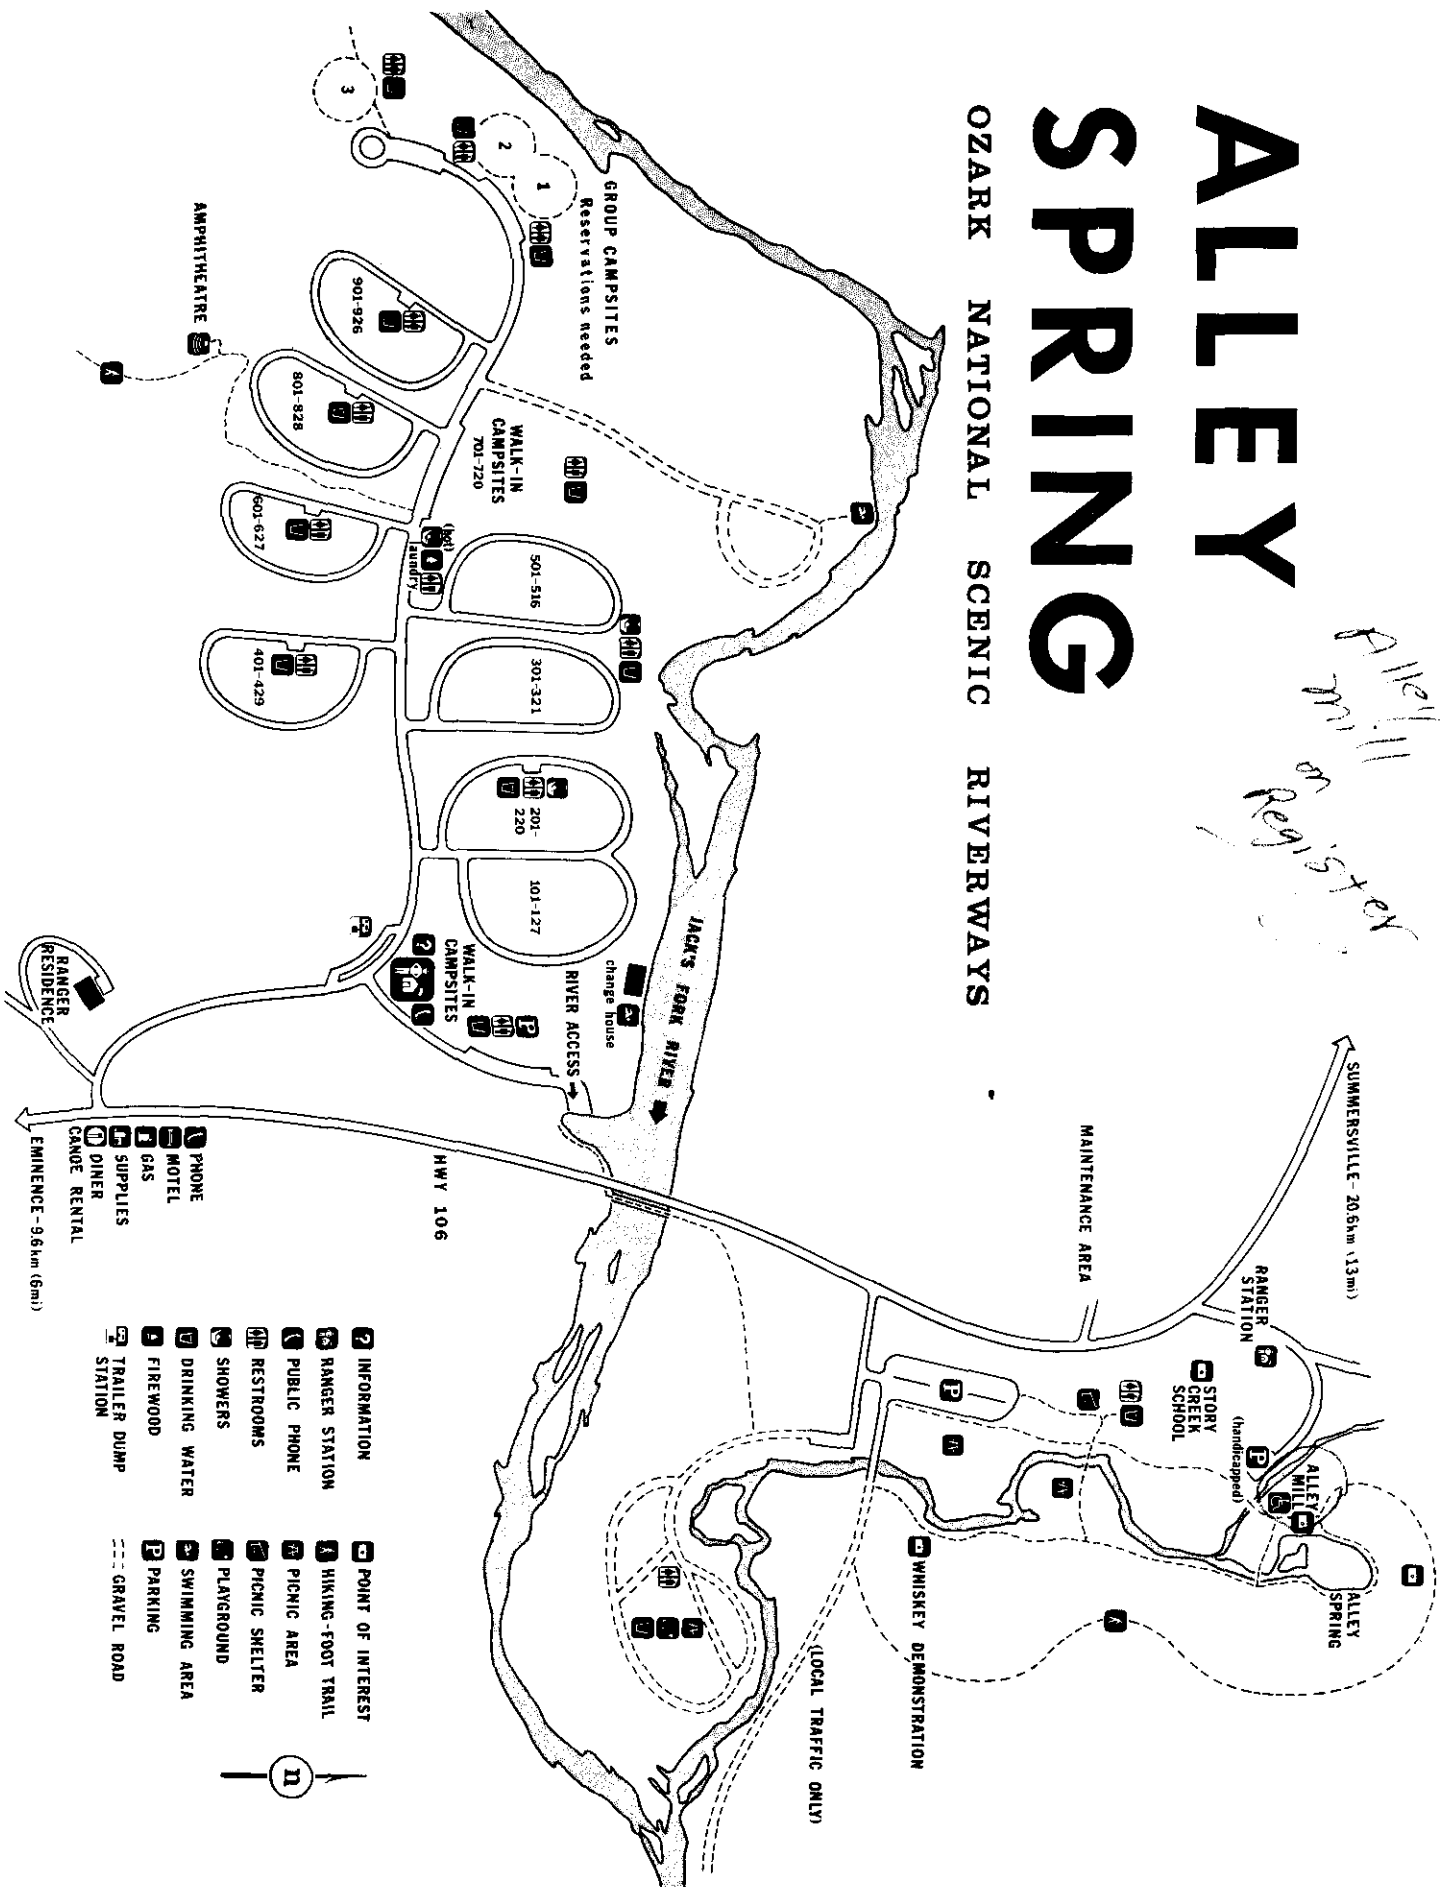 ALLEY
SPRING
OZARK NATIONAL SCENIC RIVERWAYS
Alley
Mill
on
Register
SUMMERSVILLE - 20.6km (13mi)
MAINTENANCE AREA
RANGER
STATION
STORY
CREEK
SCHOOL
(handicapped)
P
ALLEY
MILL
ALLEY
SPRING
P
WHISKEY DEMONSTRATION
(LOCAL TRAFFIC ONLY)
GROUP CAMPSITES
Reservations needed
1
2
3
AMPHITHEATRE
901-926
801-828
WALK-IN
CAMPSITES
701-720
601-627
(hot)
501-516
301-321
401-429
201-
220
101-127
JACK'S FORK RIVER
change house
RIVER ACCESS
WALK-IN
CAMPSITES
P
?
RANGER
RESIDENCE
HWY 106
PHONE
MOTEL
GAS
SUPPLIES
DINER
CANOE RENTAL
EMINENCE - 9.6km (6mi)
? INFORMATION
RANGER STATION
PUBLIC PHONE
RESTROOMS
SHOWERS
DRINKING WATER
FIREWOOD
TRAILER DUMP
STATION
POINT OF INTEREST
HIKING-FOOT TRAIL
PICNIC AREA
PICNIC SHELTER
PLAYGROUND
SWIMMING AREA
P PARKING
GRAVEL ROAD
n